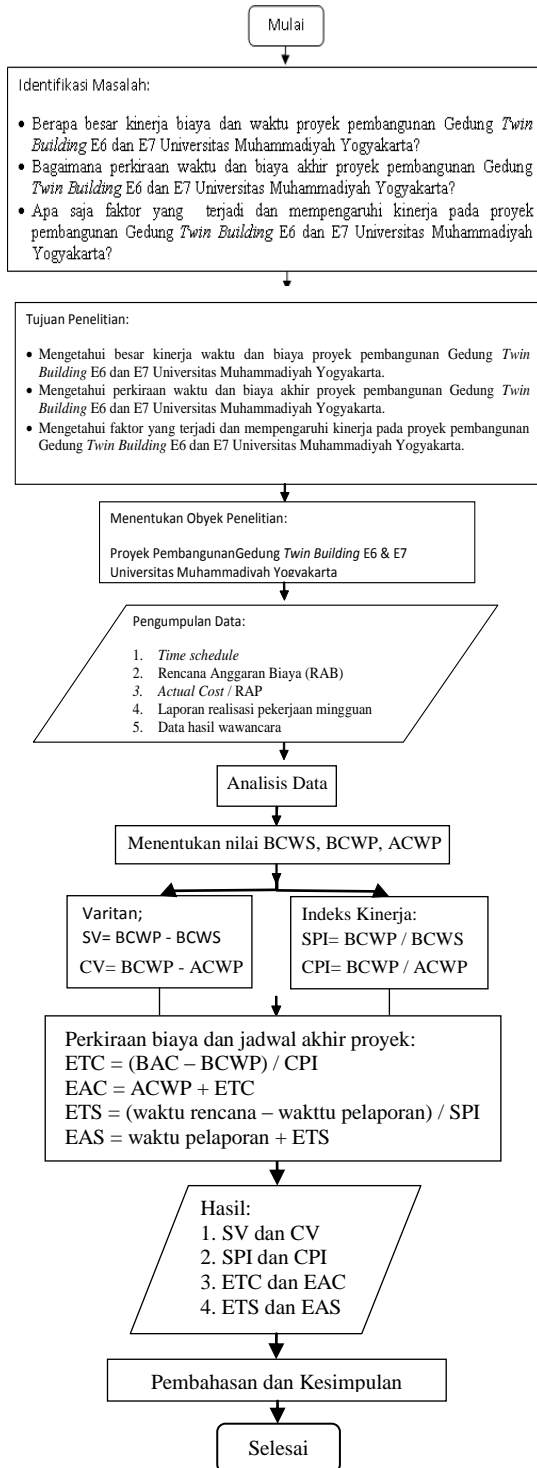 Mulai
Identifikasi Masalah:
• Berapa besar kinerja biaya dan waktu proyek pembangunan Gedung Twin
Building E6 dan E7 Universitas Muhammadiyah Yogyakarta?
• Bagaimana perkiraan waktu dan biaya akhir proyek pembangunan Gedung
Twin Building E6 dan E7 Universitas Muhammadiyah Yogyakarta?
• Apa saja faktor yang terjadi dan mempengaruhi kinerja pada proyek
pembangunan Gedung Twin Building E6 dan E7 Universitas Muhammadiyah
Yogyakarta?
Tujuan Penelitian:
• Mengetahui besar kinerja waktu dan biaya proyek pembangunan Gedung Twin
Building E6 dan E7 Universitas Muhammadiyah Yogyakarta.
• Mengetahui perkiraan waktu dan biaya akhir proyek pembangunan Gedung Twin
Building E6 dan E7 Universitas Muhammadiyah Yogyakarta.
• Mengetahui faktor yang terjadi dan mempengaruhi kinerja pada proyek pembangunan
Gedung Twin Building E6 dan E7 Universitas Muhammadiyah Yogyakarta.
Menentukan Obyek Penelitian:
Proyek PembangunanGedung Twin Building E6 & E7
Universitas Muhammadiyah Yogyakarta
Pengumpulan Data:
1. Time schedule
2. Rencana Anggaran Biaya (RAB)
3. Actual Cost / RAP
4. Laporan realisasi pekerjaan mingguan
5. Data hasil wawancara
Analisis Data
Menentukan nilai BCWS, BCWP, ACWP
Varitan;
SV= BCWP - BCWS
CV= BCWP - ACWP
Indeks Kinerja:
SPI= BCWP / BCWS
CPI= BCWP / ACWP
Perkiraan biaya dan jadwal akhir proyek:
ETC = (BAC – BCWP) / CPI
EAC = ACWP + ETC
ETS = (waktu rencana – wakttu pelaporan) / SPI
EAS = waktu pelaporan + ETS
Hasil:
1. SV dan CV
2. SPI dan CPI
3. ETC dan EAC
4. ETS dan EAS
Pembahasan dan Kesimpulan
Selesai